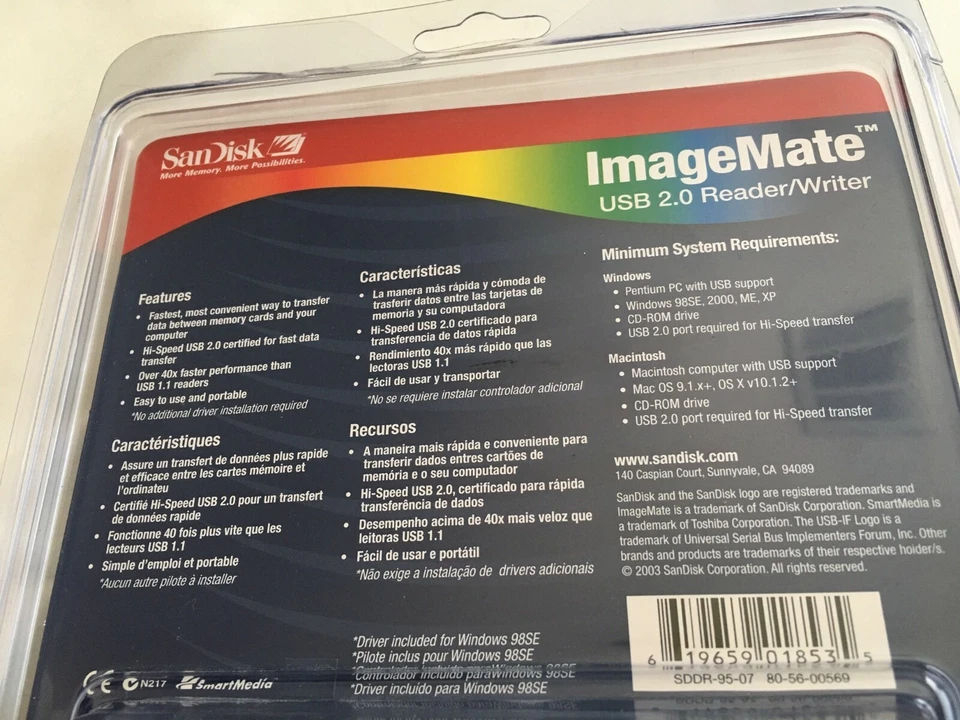 SanDisk
More Memory. More Possibilities.
ImageMate™
USB 2.0 Reader/Writer
Features
• Fastest, most convenient way to transfer
data between memory cards and your
computer
• Hi-Speed USB 2.0 certified for fast data
transfer
• Over 40x faster performance than
USB 1.1 readers
• Easy to use and portable
*No additional driver installation required
Caractéristiques
• Assure un transfert de données plus rapide
et efficace entre les cartes mémoire et
l'ordinateu
• Certifié Hi-Speed USB 2.0 pour un transfert
de données rapide
• Fonctionne 40 fois plus vite que les
lecteurs USB 1.1
• Simple d'emploi et portable
*Aucun autre pilote à installer
Características
• La manera más rápida y cómoda de
trasferir datos entre las tarjetas de
memoria y su computadora
• Hi-Speed USB 2.0 certificado para
transferencia de datos rápida
• Rendimiento 40x más rápido que las
lectoras USB 1.1
• Fácil de usar y transportar
*No se requiere instalar controlador adicional
Recursos
• A maneira mais rápida e conveniente para
transferir dados entres cartões de
memória e o seu computador
• Hi-Speed USB 2.0, certificado para rápida
transferência de dados
• Desempenho acima de 40x mais veloz que
leitoras USB 1.1
• Fácil de usar e portátil
*Não exige a instalação de drivers adicionais
*Driver included for Windows 98SE
*Pilote inclus pour Windows 98SE
*Controlador incluido paraWindows 98SE
*Driver incluido para Windows 98SE
Minimum System Requirements:
Windows
• Pentium PC with USB support
• Windows 98SE, 2000, ME, XP
• CD-ROM drive
• USB 2.0 port required for Hi-Speed transfer
Macintosh
• Macintosh computer with USB support
• Mac OS 9.1.x+, OS X v10.1.2+
• CD-ROM drive
• USB 2.0 port required for Hi-Speed transfer
www.sandisk.com
140 Caspian Court, Sunnyvale, CA 94089
SanDisk and the SanDisk logo are registered trademarks and
ImageMate is a trademark of SanDisk Corporation. SmartMedia is
a trademark of Toshiba Corporation. The USB-IF Logo is a
trademark of Universal Serial Bus Implementers Forum, Inc. Other
brands and products are trademarks of their respective holder/s.
© 2003 SanDisk Corporation. All rights reserved.
6 19659 01853 5
SDDR-95-07 80-56-00569
CE N217 SmartMedia